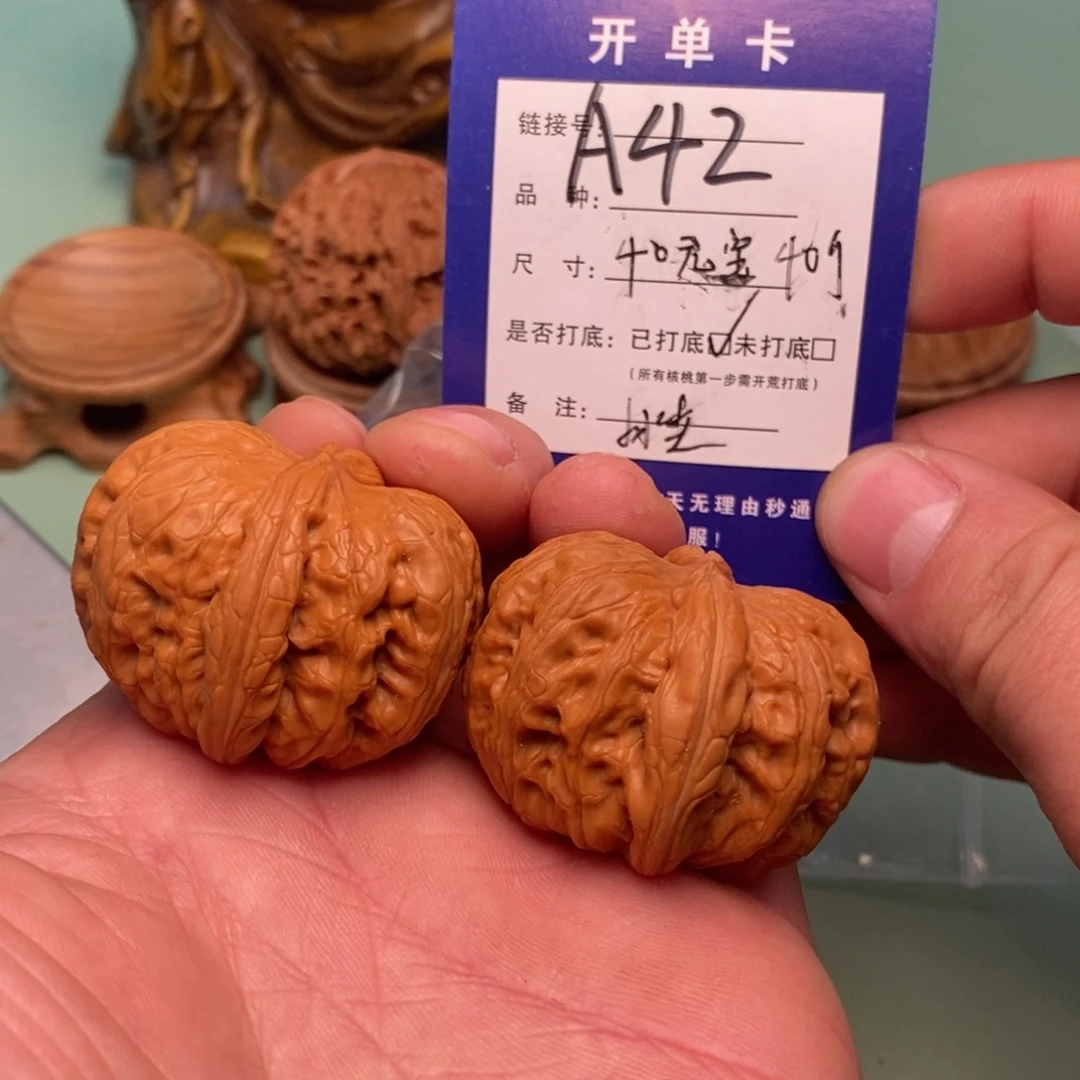 开单卡
链接号: A42
品 种:
尺 寸: 40元宝 40
是否打底: 已打底☑未打底□
(所有核桃第一步需开荒打底)
备 注:
天无理由秒通
服!